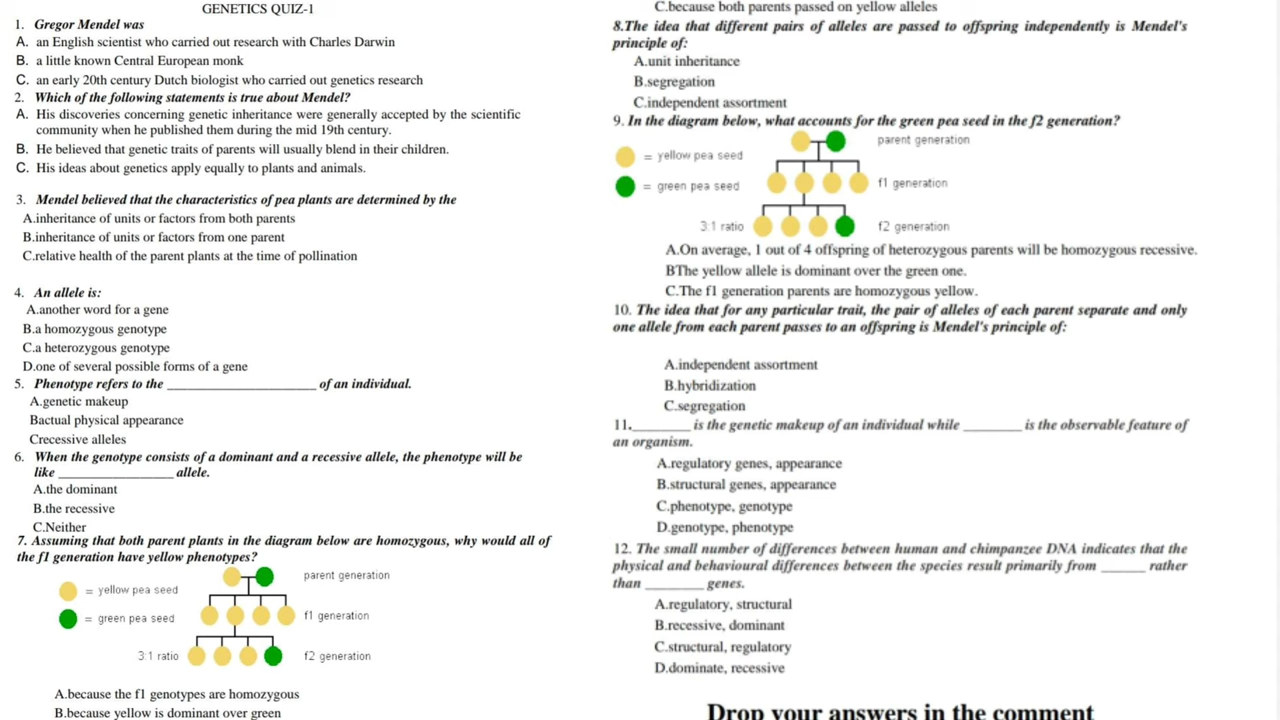 GENETICS QUIZ-1
1. Gregor Mendel was
A. an English scientist who carried out research with Charles Darwin
B. a little known Central European monk
C. an early 20th century Dutch biologist who carried out genetics research
2. Which of the following statements is true about Mendel?
A. His discoveries concerning genetic inheritance were generally accepted by the scientific
community when he published them during the mid 19th century.
B. He believed that genetic traits of parents will usually blend in their children.
C. His ideas about genetics apply equally to plants and animals.
3. Mendel believed that the characteristics of pea plants are determined by the
A.inheritance of units or factors from both parents
B.inheritance of units or factors from one parent
C.relative health of the parent plants at the time of pollination
4. An allele is:
A.another word for a gene
B.a homozygous genotype
C.a heterozygous genotype
D.one of several possible forms of a gene
5. Phenotype refers to the ______________________ of an individual.
A.genetic makeup
Bactual physical appearance
Crecessive alleles
6. When the genotype consists of a dominant and a recessive allele, the phenotype will be
like _________________ allele.
A.the dominant
B.the recessive
C.Neither
7. Assuming that both parent plants in the diagram below are homozygous, why would all of
the f1 generation have yellow phenotypes?
parent generation
= yellow pea seed
= green pea seed
f1 generation
3:1 ratio
f2 generation
A.because the f1 genotypes are homozygous
B.because yellow is dominant over green
C.because both parents passed on yellow alleles
8.The idea that different pairs of alleles are passed to offspring independently is Mendel's
principle of:
A.unit inheritance
B.segregation
C.independent assortment
9. In the diagram below, what accounts for the green pea seed in the f2 generation?
parent generation
= yellow pea seed
= green pea seed
f1 generation
3:1 ratio
f2 generation
A.On average, 1 out of 4 offspring of heterozygous parents will be homozygous recessive.
BThe yellow allele is dominant over the green one.
C.The f1 generation parents are homozygous yellow.
10. The idea that for any particular trait, the pair of alleles of each parent separate and only
one allele from each parent passes to an offspring is Mendel's principle of:
A.independent assortment
B.hybridization
C.segregation
11.________ is the genetic makeup of an individual while ________ is the observable feature of
an organism.
A.regulatory genes, appearance
B.structural genes, appearance
C.phenotype, genotype
D.genotype, phenotype
12. The small number of differences between human and chimpanzee DNA indicates that the
physical and behavioural differences between the species result primarily from ______ rather
than ________ genes.
A.regulatory, structural
B.recessive, dominant
C.structural, regulatory
D.dominate, recessive
Drop your answers in the comment